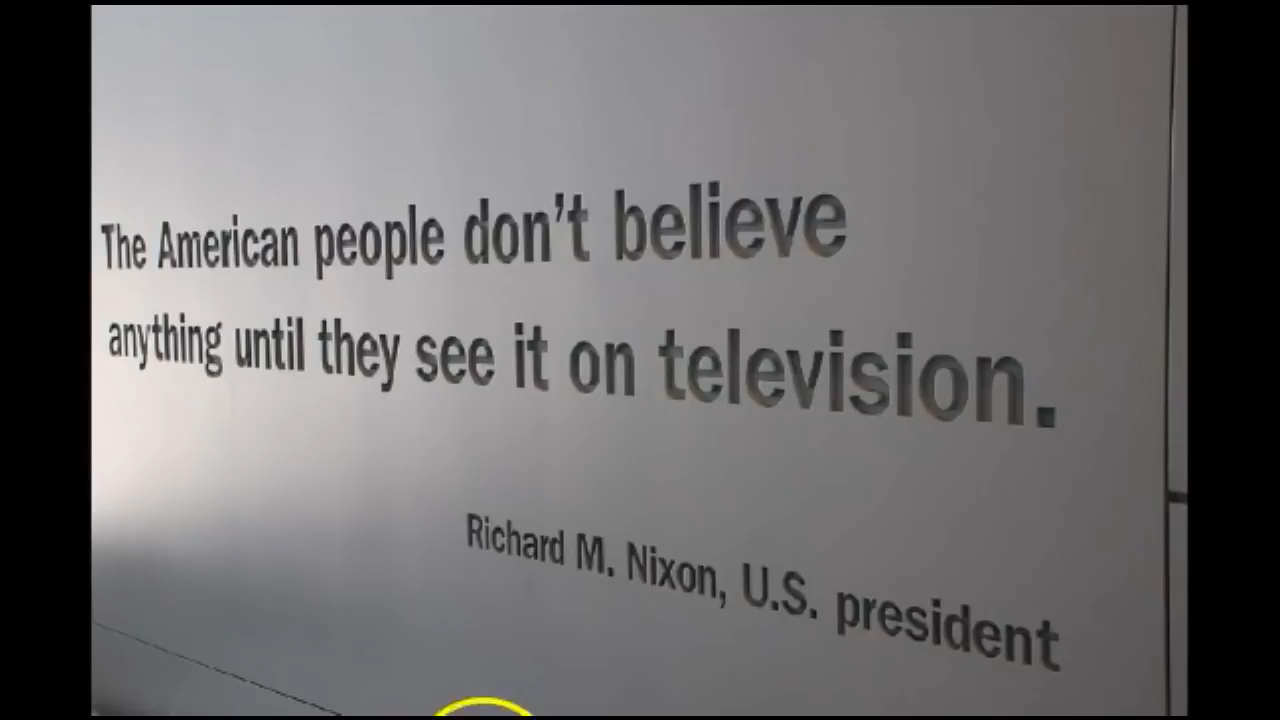 The American people don’t believe
anything until they see it on television.
Richard M. Nixon, U.S. president